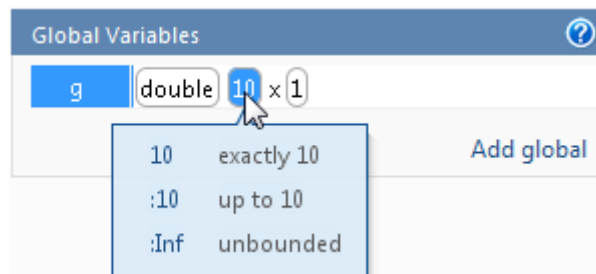 Global Variables ?
g double 10 x 1
Add global
10 exactly 10
:10 up to 10
:Inf unbounded